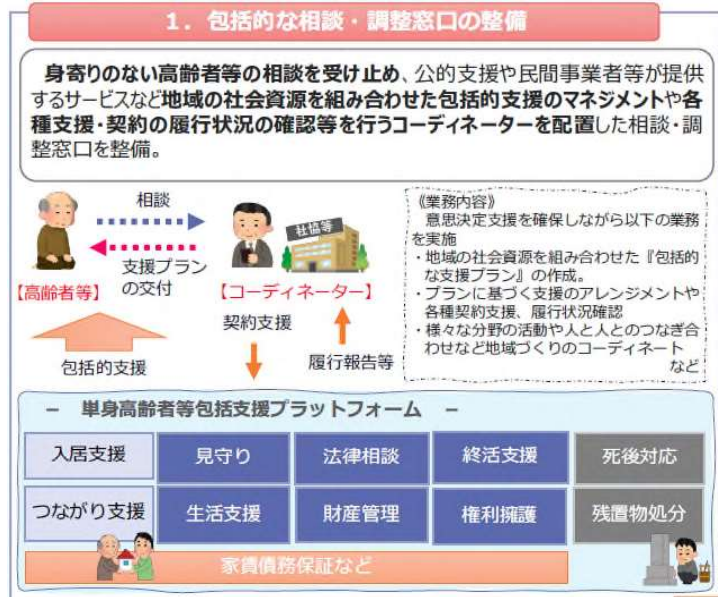 1．包括的な相談・調整窓口の整備
身寄りのない高齢者等の相談を受け止め、公的支援や民間事業者等が提供
するサービスなど地域の社会資源を組み合わせた包括的支援のマネジメントや各
種支援・契約の履行状況の確認等を行うコーディネーターを配置した相談・調
整窓口を整備。
相談
支援プラン
の交付
【高齢者等】
社協等
【コーディネーター】
《業務内容》
意思決定支援を確保しながら以下の業務
を実施
・地域の社会資源を組み合わせた『包括的
な支援プラン』の作成。
・プランに基づく支援のアレンジメントや
各種契約支援、履行状況確認
・様々な分野の活動や人と人とのつなぎ合
わせなど地域づくりのコーディネート
など
包括的支援
契約支援
履行報告等
－ 単身高齢者等包括支援プラットフォーム －
入居支援
見守り
法律相談
終活支援
死後対応
つながり支援
生活支援
財産管理
権利擁護
残置物処分
家賃債務保証など